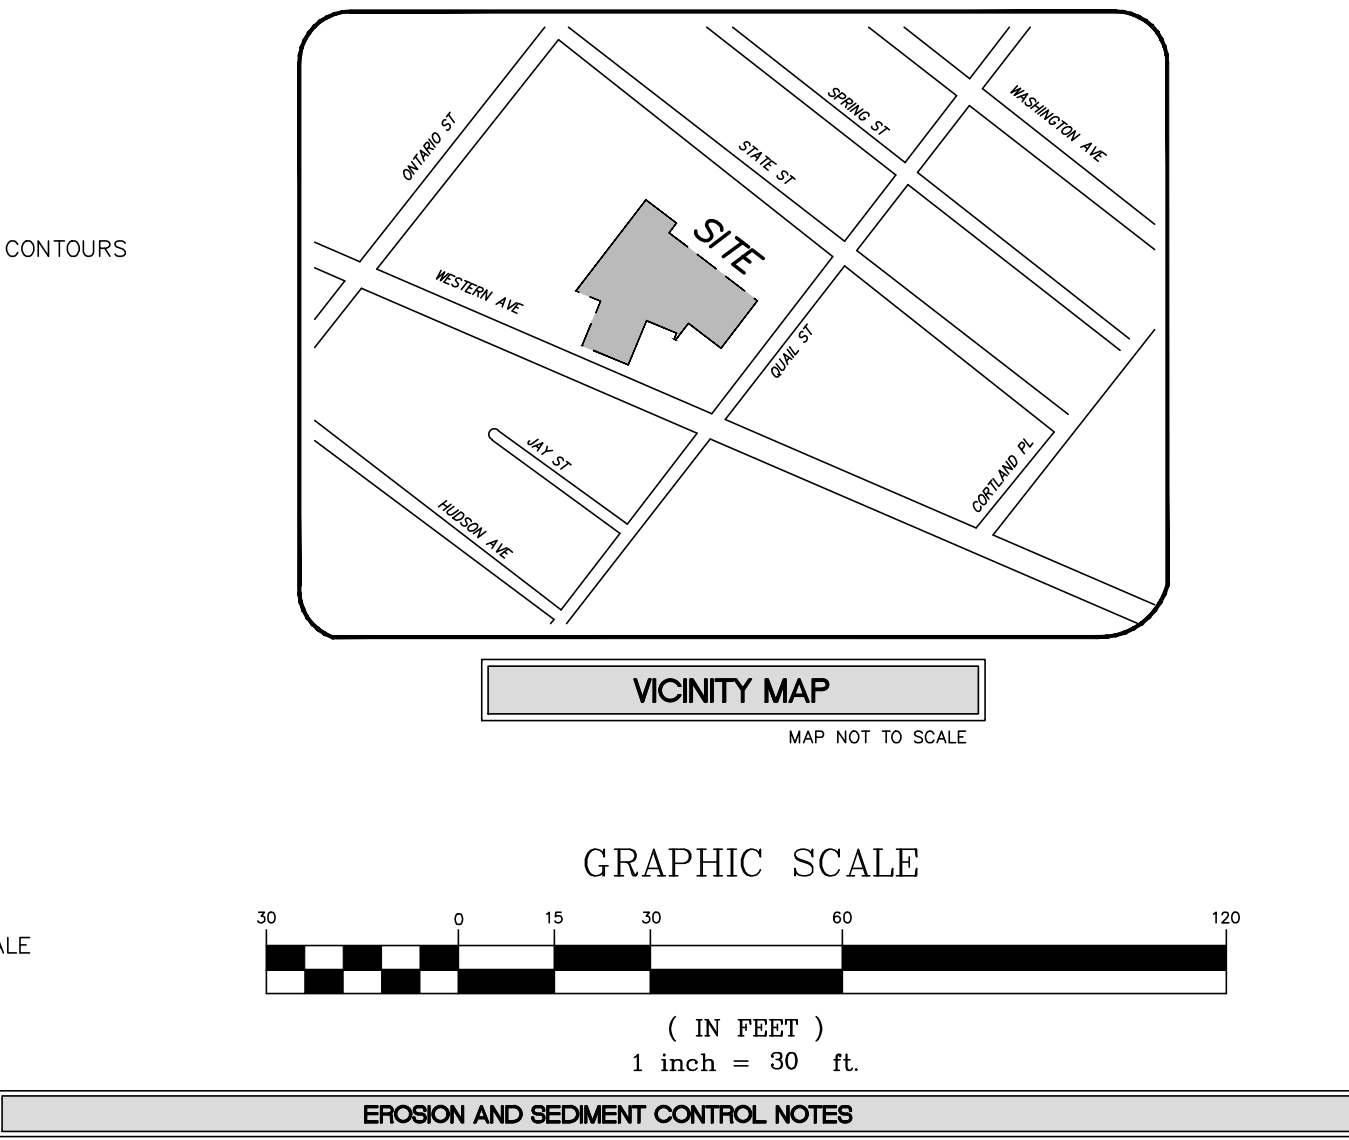 ONTARIO ST
SPRING ST
WASHINGTON AVE
STATE ST
SITE
CONTOURS
WESTERN AVE
QUAIL ST
JAY ST
CORTLAND PL
HUDSON AVE
VICINITY MAP
MAP NOT TO SCALE
GRAPHIC SCALE
30 0 15 30 60 120
ALE
( IN FEET )
1 inch = 30 ft.
EROSION AND SEDIMENT CONTROL NOTES